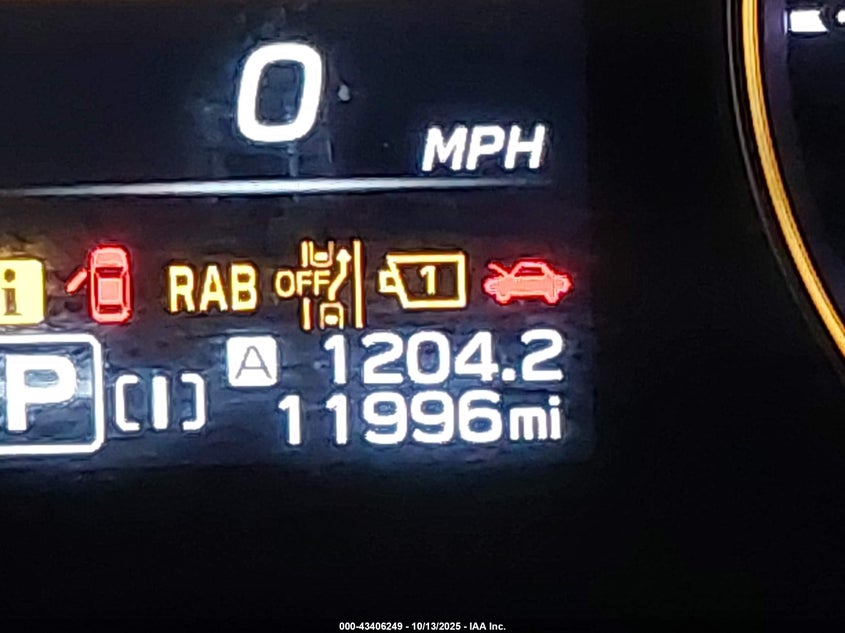 0
MPH
i RAB OFF 1
A 1204.2
P (I) 11996mi
000-43406249 - 10/13/2025 - IAA Inc.